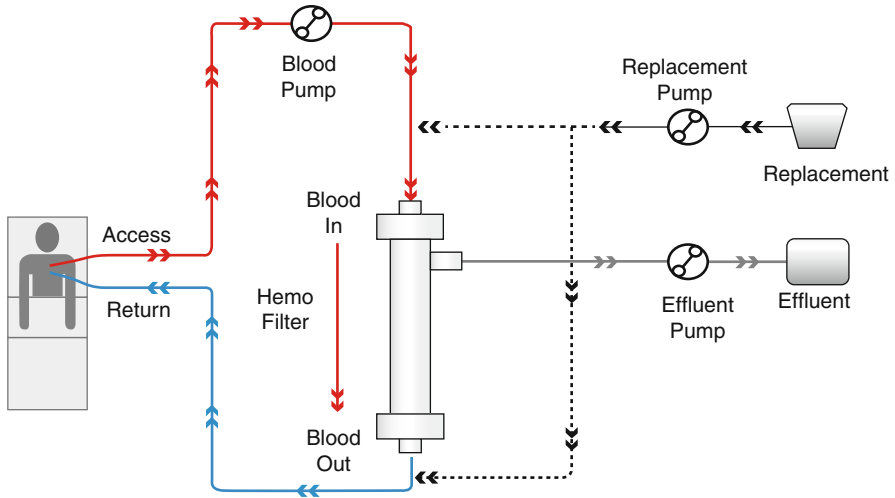 Blood
Pump
Replacement
Pump
Replacement
Access
Blood
In
Return
Hemo
Filter
Effluent
Pump
Effluent
Blood
Out